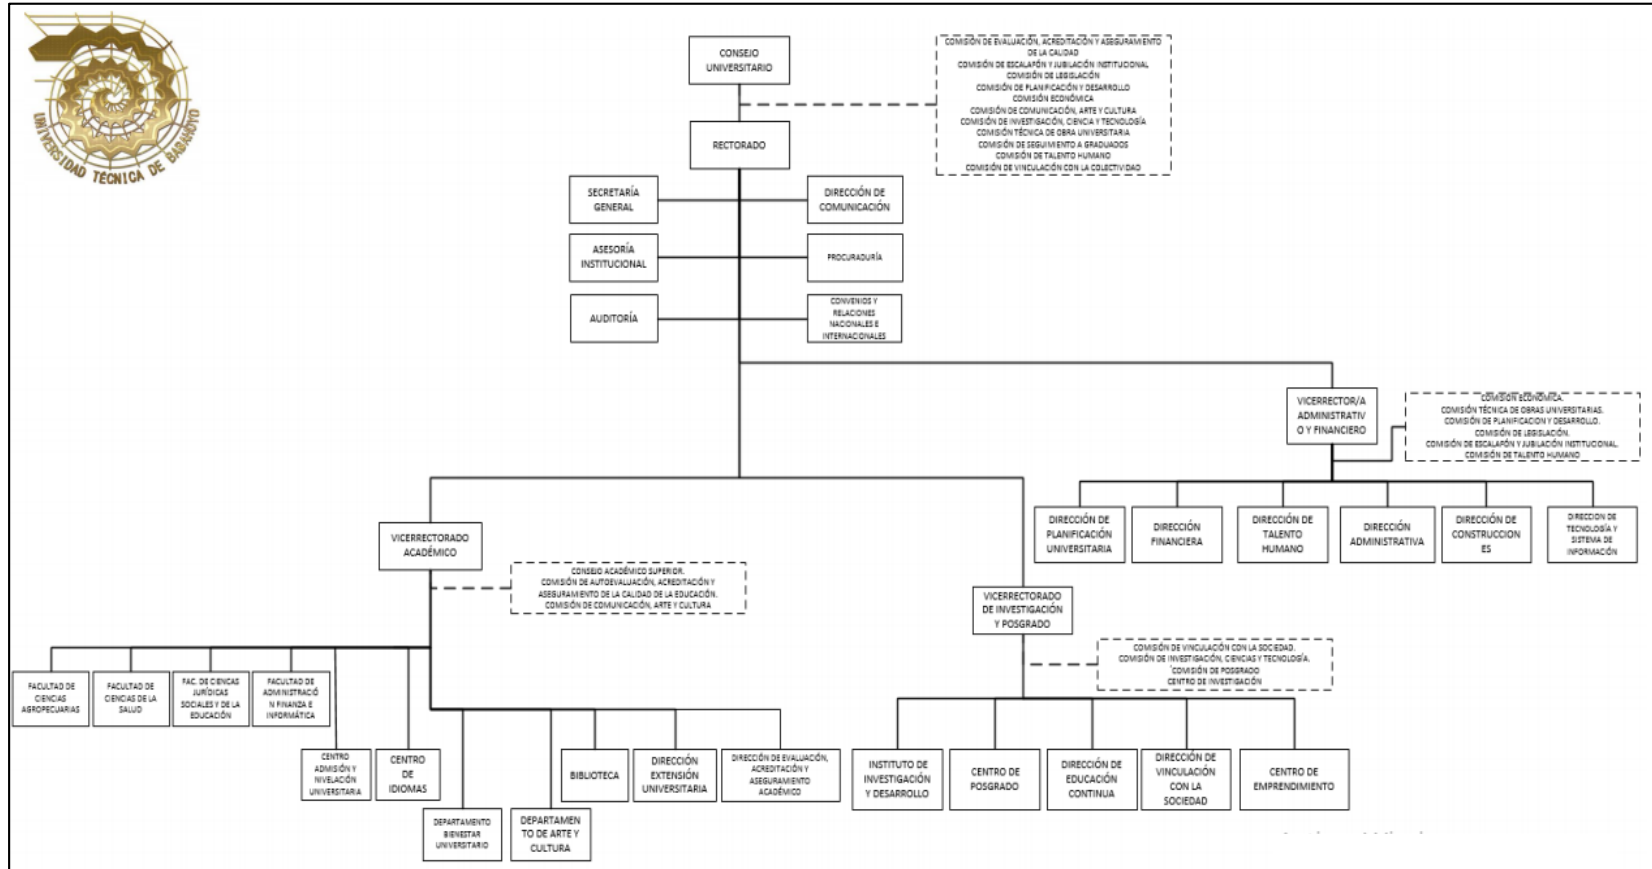 UNIVERSIDAD TÉCNICA DE BABAHOYO
CONSEJO
UNIVERSITARIO
COMISIÓN DE EVALUACIÓN, ACREDITACIÓN Y ASEGURAMIENTO
DE LA CALIDAD
COMISIÓN DE ESCALAFÓN Y JUBILACIÓN INSTITUCIONAL
COMISIÓN DE LEGISLACIÓN
COMISIÓN DE PLANIFICACIÓN Y DESARROLLO
COMISIÓN ECONÓMICA
COMISIÓN DE COMUNICACIÓN, ARTE Y CULTURA
COMISIÓN DE INVESTIGACIÓN, CIENCIA Y TECNOLOGÍA
COMISIÓN TÉCNICA DE OBRA UNIVERSITARIA
COMISIÓN DE SEGUIMIENTO A GRADUADOS
COMISIÓN DE TALENTO HUMANO
COMISIÓN DE VINCULACIÓN CON LA COLECTIVIDAD
RECTORADO
SECRETARÍA
GENERAL
DIRECCIÓN DE
COMUNICACIÓN
ASESORÍA
INSTITUCIONAL
PROCURADURÍA
AUDITORÍA
CONVENIOS Y
RELACIONES
NACIONALES E
INTERNACIONALES
VICERRECTOR/A
ADMINISTRATIV
O Y FINANCIERO
COMISIÓN ECONÓMICA.
COMISIÓN TÉCNICA DE OBRAS UNIVERSITARIAS.
COMISIÓN DE PLANIFICACION Y DESARROLLO.
COMISIÓN DE LEGISLACIÓN.
COMISIÓN DE ESCALAFÓN Y JUBILACIÓN INSTITUCIONAL.
COMISIÓN DE TALENTO HUMANO
DIRECCIÓN DE
PLANIFICACIÓN
UNIVERSITARIA
DIRECCIÓN
FINANCIERA
DIRECCIÓN DE
TALENTO
HUMANO
DIRECCIÓN
ADMINISTRATIVA
DIRECCIÓN DE
CONSTRUCCION
ES
DIRECCION DE
TECNOLOGÍA Y
SISTEMA DE
INFORMACIÓN
VICERRECTORADO
ACADÉMICO
CONSEJO ACADÉMICO SUPERIOR.
COMISIÓN DE AUTOEVALUACIÓN, ACREDITACIÓN Y
ASEGURAMIENTO DE LA CALIDAD DE LA EDUCACIÓN.
COMISIÓN DE COMUNICACIÓN, ARTE Y CULTURA
VICERRECTORADO
DE INVESTIGACIÓN
Y POSGRADO
COMISIÓN DE VINCULACIÓN CON LA SOCIEDAD.
COMISIÓN DE INVESTIGACIÓN, CIENCIAS Y TECNOLOGÍA.
´COMISIÓN DE POSGRADO
CENTRO DE INVESTIGACIÓN
FACULTAD DE
CIENCIAS
AGROPECUARIAS
FACULTAD DE
CIENCIAS DE LA
SALUD
FAC. DE CIENCAS
JURÍDICAS
SOCIALES Y DE LA
EDUCACIÓN
FACULTAD DE
ADMINISTRACIÓ
N FINANZA E
INFORMÁTICA
CENTRO
ADMISIÓN Y
NIVELACIÓN
UNIVERSITARIA
CENTRO
DE
IDIOMAS
BIBLIOTECA
DIRECCIÓN
EXTENSIÓN
UNIVERSITARIA
DIRECCIÓN DE EVALUACIÓN,
ACREDITACIÓN Y
ASEGURAMIENTO
ACADÉMICO
DEPARTAMENTO
BIENESTAR
UNIVERSITARIO
DEPARTAMEN
TO DE ARTE Y
CULTURA
INSTITUTO DE
INVESTIGACIÓN
Y DESARROLLO
CENTRO DE
POSGRADO
DIRECCIÓN DE
EDUCACIÓN
CONTINUA
DIRECCIÓN DE
VINCULACIÓN
CON LA
SOCIEDAD
CENTRO DE
EMPRENDIMIENTO